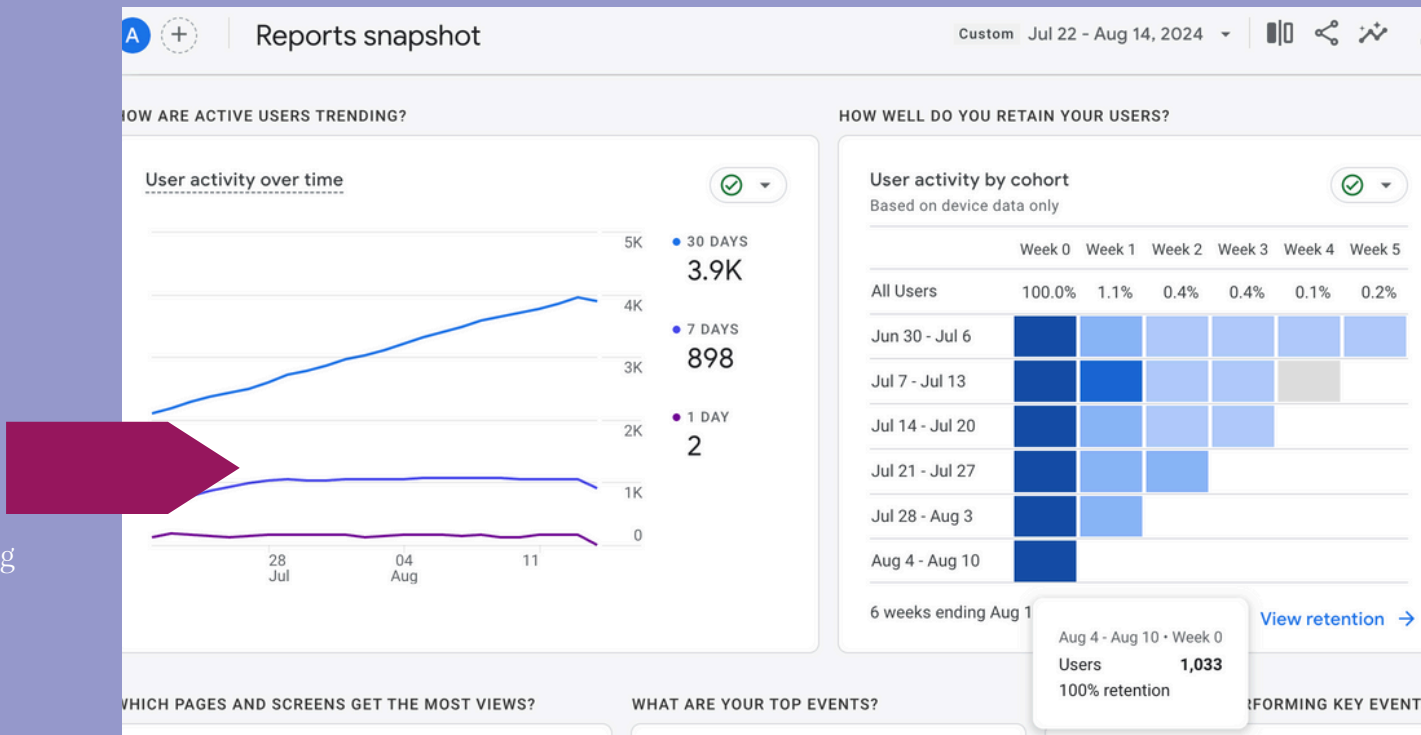 A
+
Reports snapshot
Custom Jul 22 - Aug 14, 2024
HOW ARE ACTIVE USERS TRENDING?
User activity over time
5K
4K
3K
2K
1K
0
28 Jul
04 Aug
11
30 DAYS
3.9K
7 DAYS
898
1 DAY
2
HOW WELL DO YOU RETAIN YOUR USERS?
User activity by cohort
Based on device data only
Week 0 Week 1 Week 2 Week 3 Week 4 Week 5
All Users 100.0% 1.1% 0.4% 0.4% 0.1% 0.2%
Jun 30 - Jul 6
Jul 7 - Jul 13
Jul 14 - Jul 20
Jul 21 - Jul 27
Jul 28 - Aug 3
Aug 4 - Aug 10
6 weeks ending Aug 1
View retention
Aug 4 - Aug 10 • Week 0
Users 1,033
100% retention
g
WHICH PAGES AND SCREENS GET THE MOST VIEWS?
WHAT ARE YOUR TOP EVENTS?
FORMING KEY EVENT